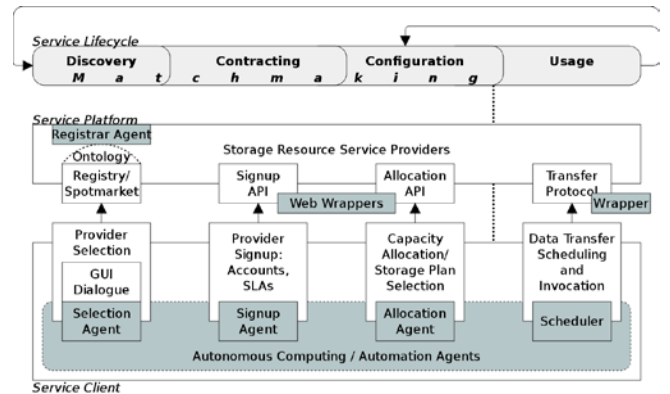 Service Lifecycle
Discovery Contracting Configuration Usage
M a t c h m a k i n g
Service Platform
Registrar Agent
Ontology
Storage Resource Service Providers
Registry/ Signup Allocation Transfer
Spotmarket API API Protocol
Web Wrappers Wrapper
Provider Provider Capacity Data Transfer
Selection Signup: Allocation/ Scheduling
GUI Accounts, Storage Plan and
Dialogue SLAs Selection Invocation
Selection Signup Allocation Scheduler
Agent Agent Agent
Autonomous Computing / Automation Agents
Service Client